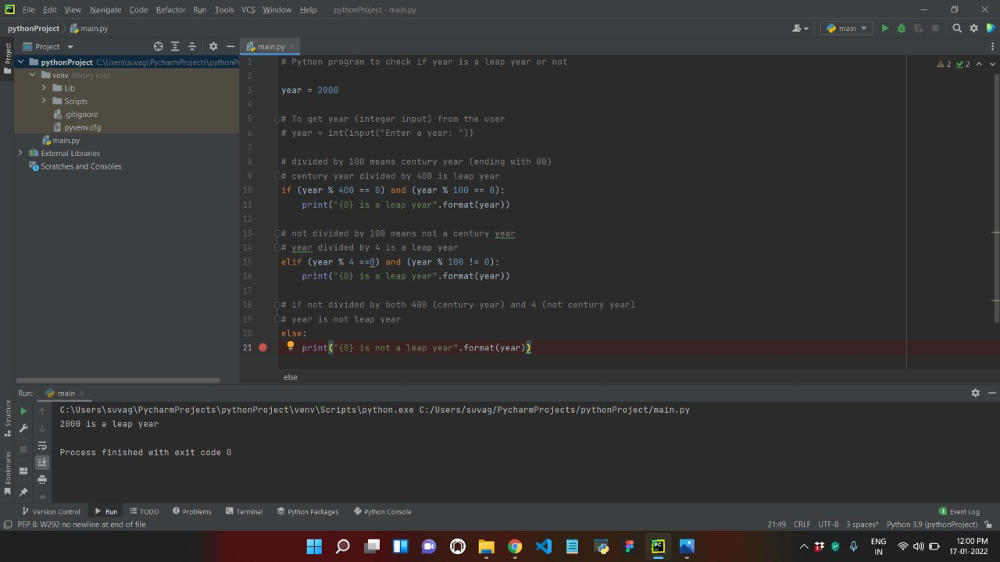 File Edit View Navigate Code Refactor Run Tools VCS Window Help pythonProject - main.py
pythonProject main.py main
Project main.py
Project
pythonProject C:\Users\suvag\PycharmProjects\pythonP
venv library root
Lib
Scripts
.gitignore
pyvenv.cfg
main.py
External Libraries
Scratches and Consoles
2 2
1 # Python program to check if year is a leap year or not
2
3 year = 2000
4
5 # To get year (integer input) from the user
6 # year = int(input("Enter a year: "))
7
8 # divided by 100 means century year (ending with 00)
9 # century year divided by 400 is leap year
10 if (year % 400 == 0) and (year % 100 == 0):
11     print("{0} is a leap year".format(year))
12
13 # not divided by 100 means not a century year
14 # year divided by 4 is a leap year
15 elif (year % 4 ==0) and (year % 100 != 0):
16     print("{0} is a leap year".format(year))
17
18 # if not divided by both 400 (century year) and 4 (not century year)
19 # year is not leap year
20 else:
21     print("{0} is not a leap year".format(year))
else
Run: main
C:\Users\suvag\PycharmProjects\pythonProject\venv\Scripts\python.exe C:/Users/suvag/PycharmProjects/pythonProject/main.py
2000 is a leap year
Process finished with exit code 0
Structure
Bookmarks
Version Control Run TODO Problems Terminal Python Packages Python Console 1 Event Log
PEP 8: W292 no newline at end of file 21:49 CRLF UTF-8 3 spaces* Python 3.9 (pythonProject)
PC
ENG
IN
12:00 PM
17-01-2022